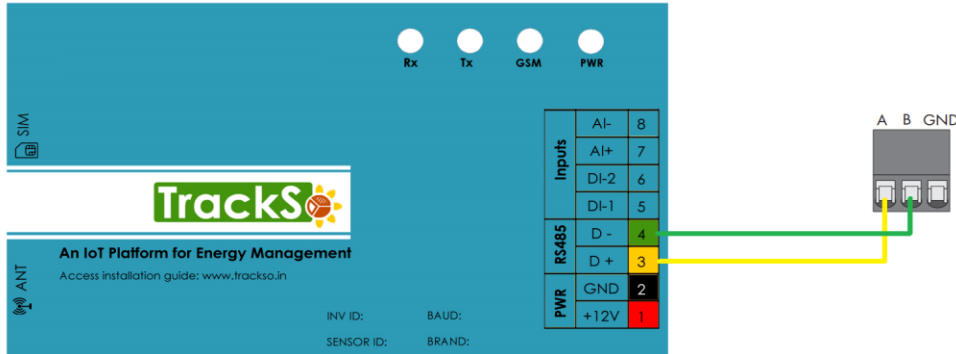 Rx Tx GSM PWR
SIM
TrackSo
An IoT Platform for Energy Management
Access installation guide: www.trackso.in
ANT
INV ID: BAUD:
SENSOR ID: BRAND:
Inputs
AI- 8
AI+ 7
DI-2 6
DI-1 5
RS485
D - 4
D + 3
PWR
GND 2
+12V 1
A B GND